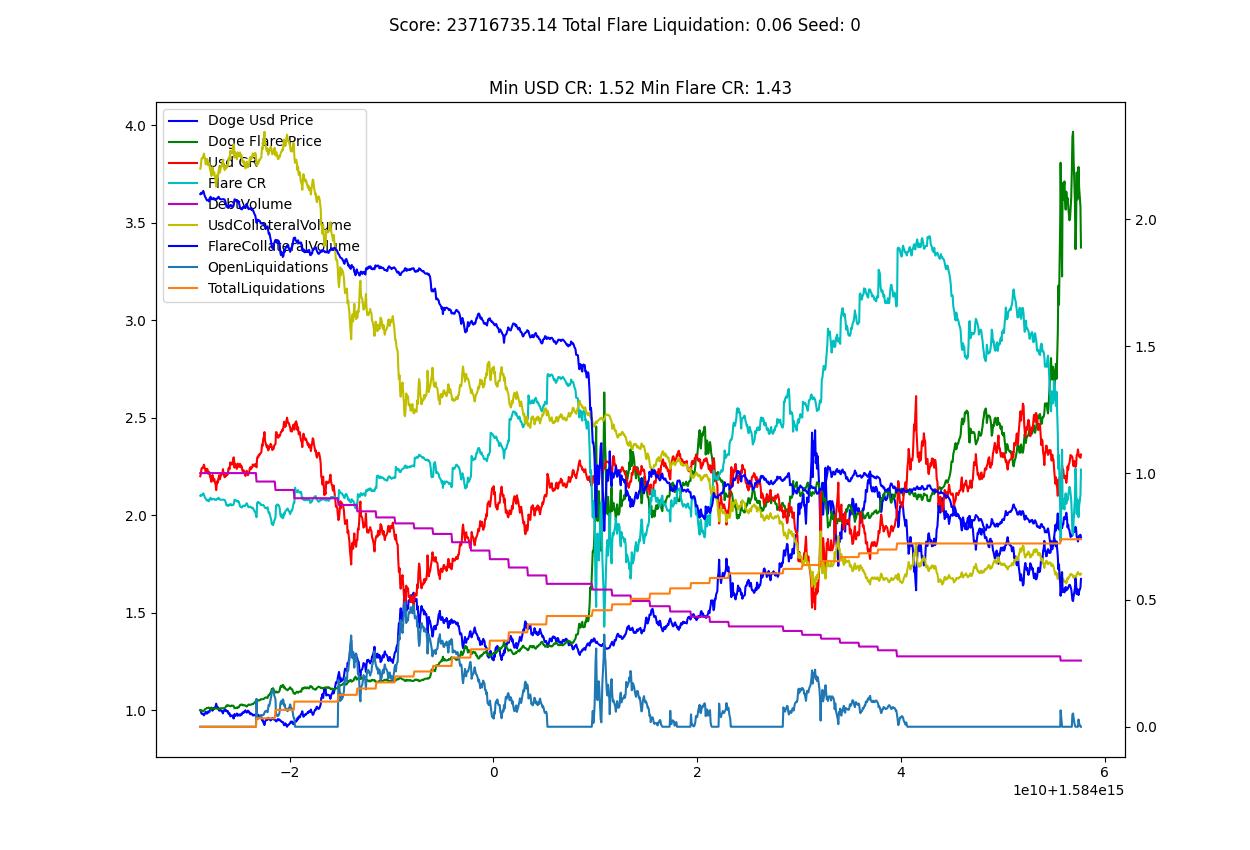 Score: 23716735.14 Total Flare Liquidation: 0.06 Seed: 0
Min USD CR: 1.52 Min Flare CR: 1.43
Doge Usd Price
Doge Flare Price
Usd CR
Flare CR
DebtVolume
UsdCollateralVolume
FlareCollateralVolume
OpenLiquidations
TotalLiquidations
4.0
3.5
3.0
2.5
2.0
1.5
1.0
2.0
1.5
1.0
0.5
0.0
−2
0
2
4
6
1e10+1.584e15